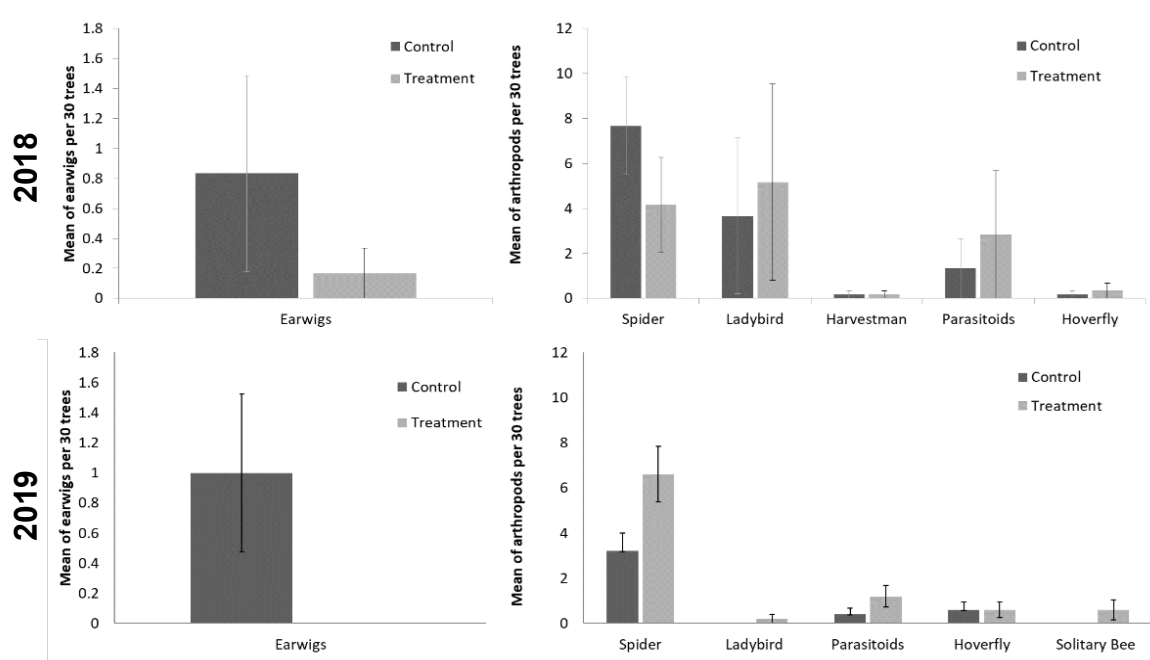 2018
Mean of earwigs per 30 trees
1.8
1.6
1.4
1.2
1
0.8
0.6
0.4
0.2
0
Control
Treatment
Earwigs
Mean of arthropods per 30 trees
12
10
8
6
4
2
0
Control
Treatment
Spider Ladybird Harvestman Parasitoids Hoverfly
2019
Mean of earwigs per 30 trees
1.8
1.6
1.4
1.2
1
0.8
0.6
0.4
0.2
0
Control
Treatment
Earwigs
Mean of arthropods per 30 trees
12
10
8
6
4
2
0
Control
Treatment
Spider Ladybird Parasitoids Hoverfly Solitary Bee